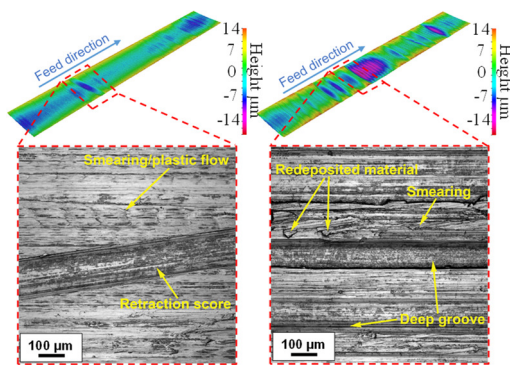 Feed direction
14
7
0
-7
-14
Height µm
Feed direction
14
7
0
-7
-14
Height µm
Smearing/plastic flow
Retraction score
100 µm
Redeposited material
Smearing
Deep groove
100 µm